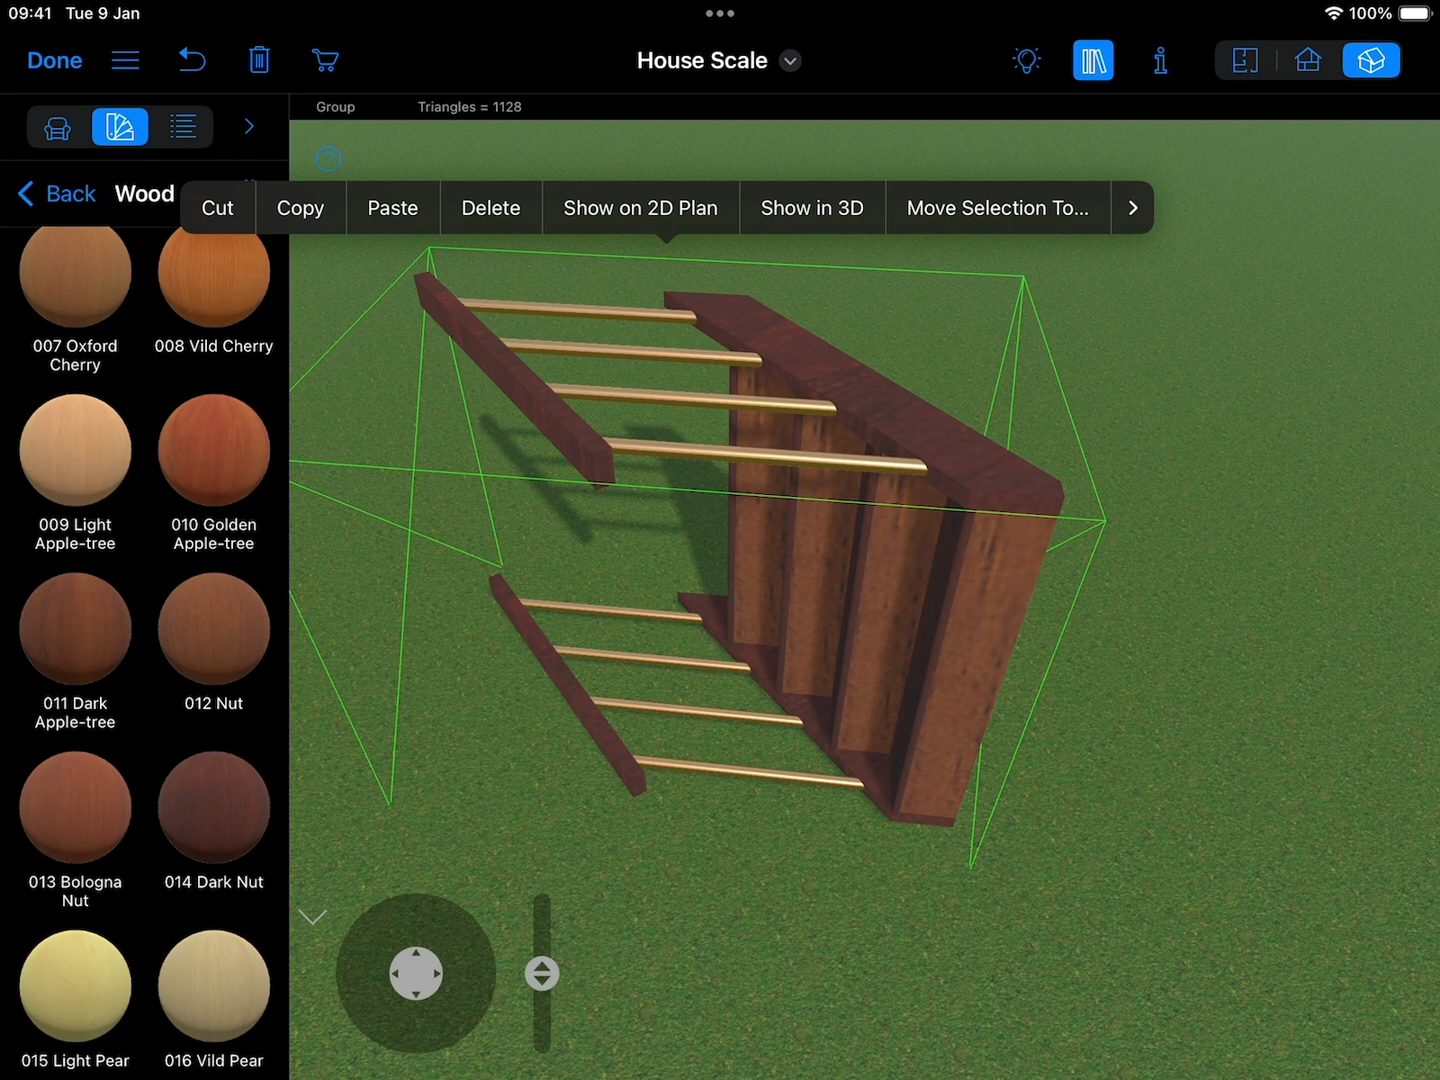 09:41 Tue 9 Jan
100%
Done
House Scale
Group
Triangles = 1128
Back
Wood
Cut
Copy
Paste
Delete
Show on 2D Plan
Show in 3D
Move Selection To...
007 Oxford
Cherry
008 Vild Cherry
009 Light
Apple-tree
010 Golden
Apple-tree
011 Dark
Apple-tree
012 Nut
013 Bologna
Nut
014 Dark Nut
015 Light Pear
016 Vild Pear